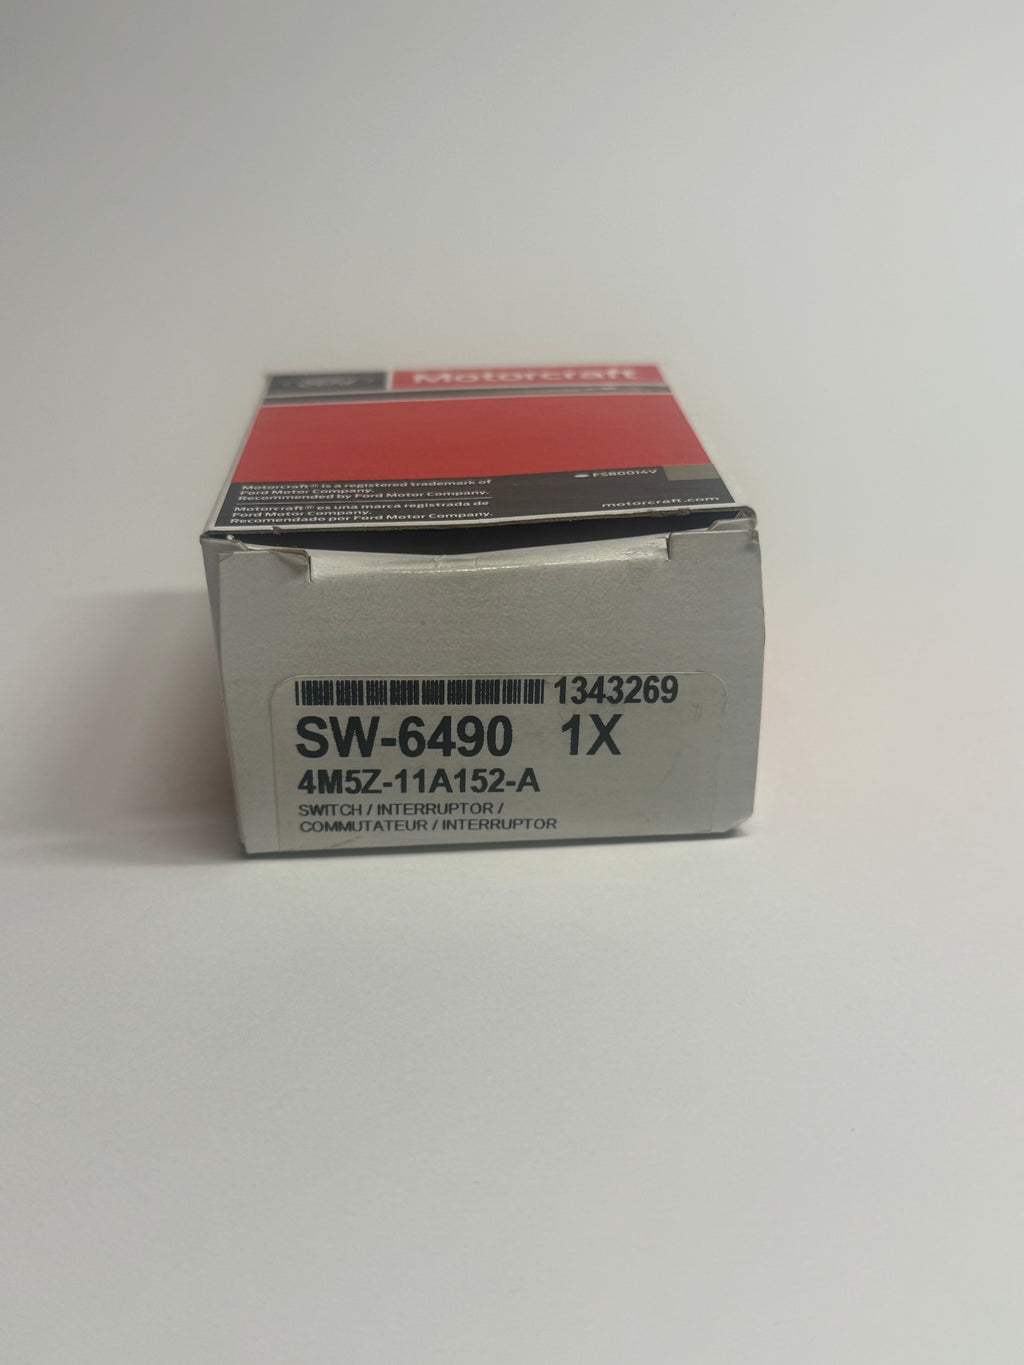 Ford
Motorcraft
FSB0014V
Motorcraft® is a registered trademark of
Ford Motor Company.
Recommended by Ford Motor Company.
Motorcraft® es una marca registrada de
Ford Motor Company.
Recomendado por Ford Motor Company.
motorcraft.com
1343269
SW-6490 1X
4M5Z-11A152-A
SWITCH / INTERRUPTOR /
COMMUTATEUR / INTERRUPTOR